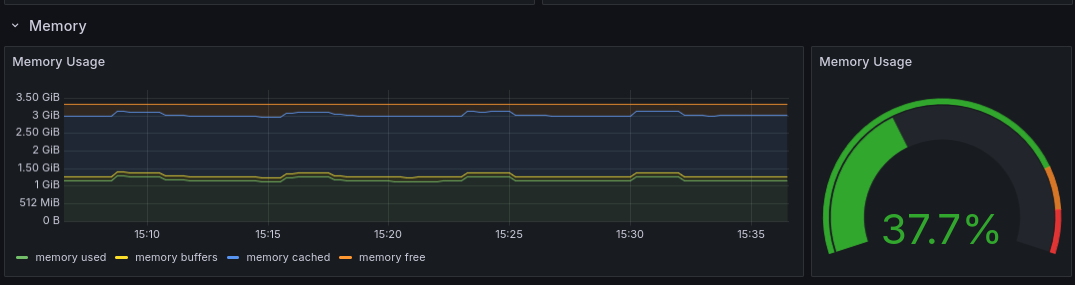 Memory
Memory Usage
3.50 GiB
3 GiB
2.50 GiB
2 GiB
1.50 GiB
1 GiB
512 MiB
0 B
15:10 15:15 15:20 15:25 15:30 15:35
memory used memory buffers memory cached memory free
Memory Usage
37.7%